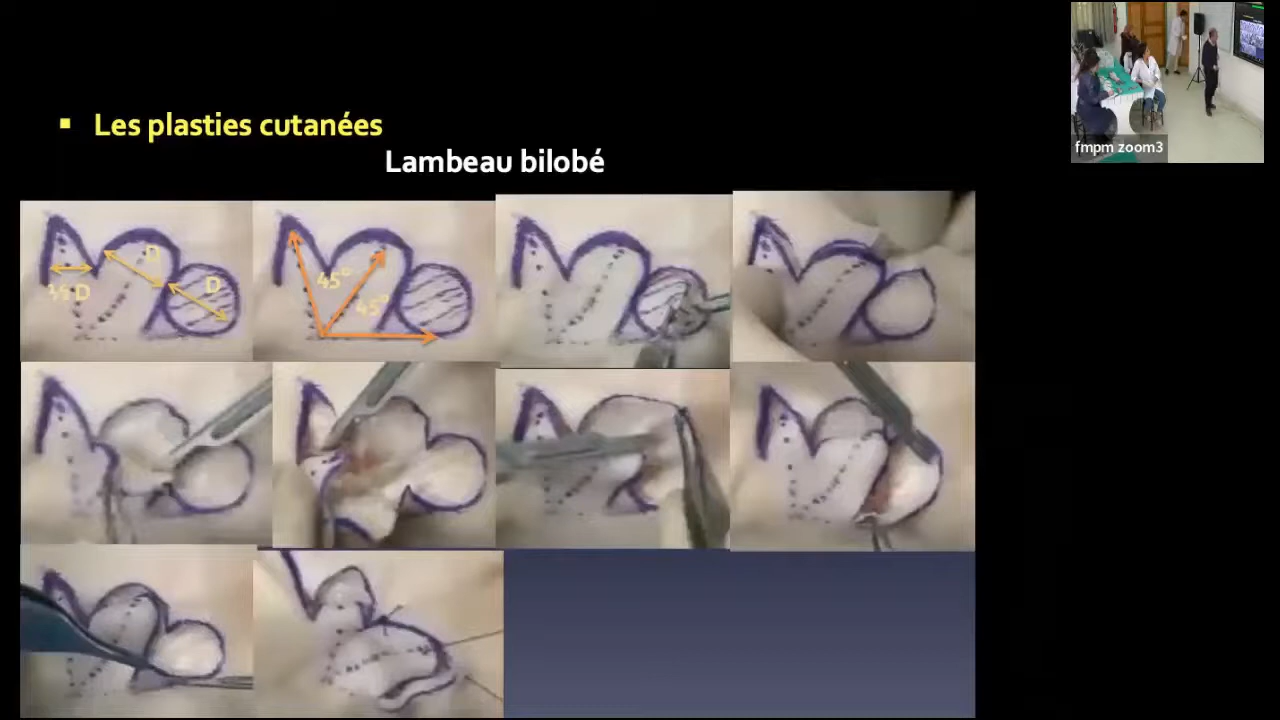 ▪ Les plasties cutanées
Lambeau bilobé
fmpm zoom3
D
½ D
D
45°
45°